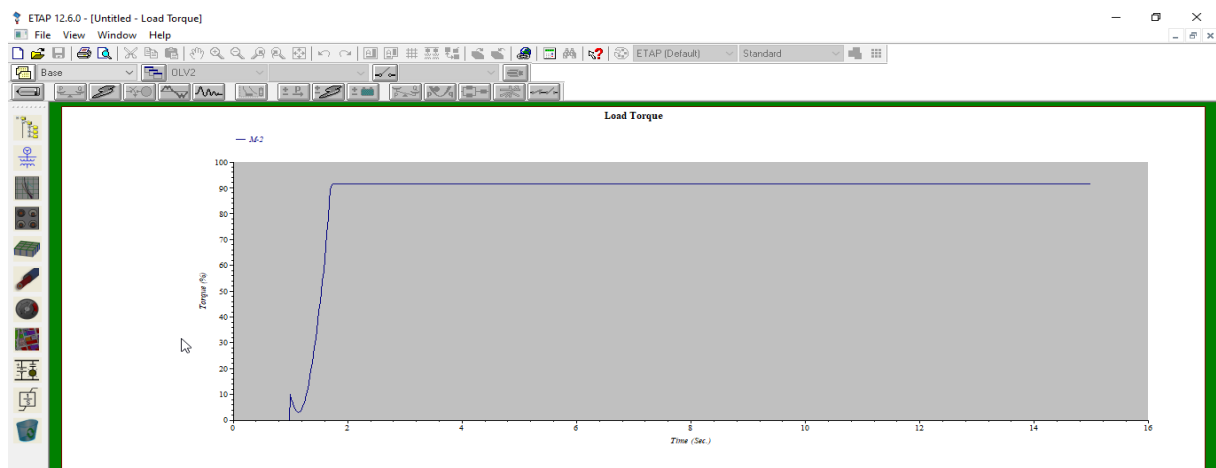 ETAP 12.6.0 - [Untitled - Load Torque]
File View Window Help
ETAP (Default) Standard
Base OLV2
Load Torque
M-2
100
90
80
70
60
50
40
30
20
10
0
Torque (%)
0 2 4 6 8 10 12 14 16
Time (Sec.)